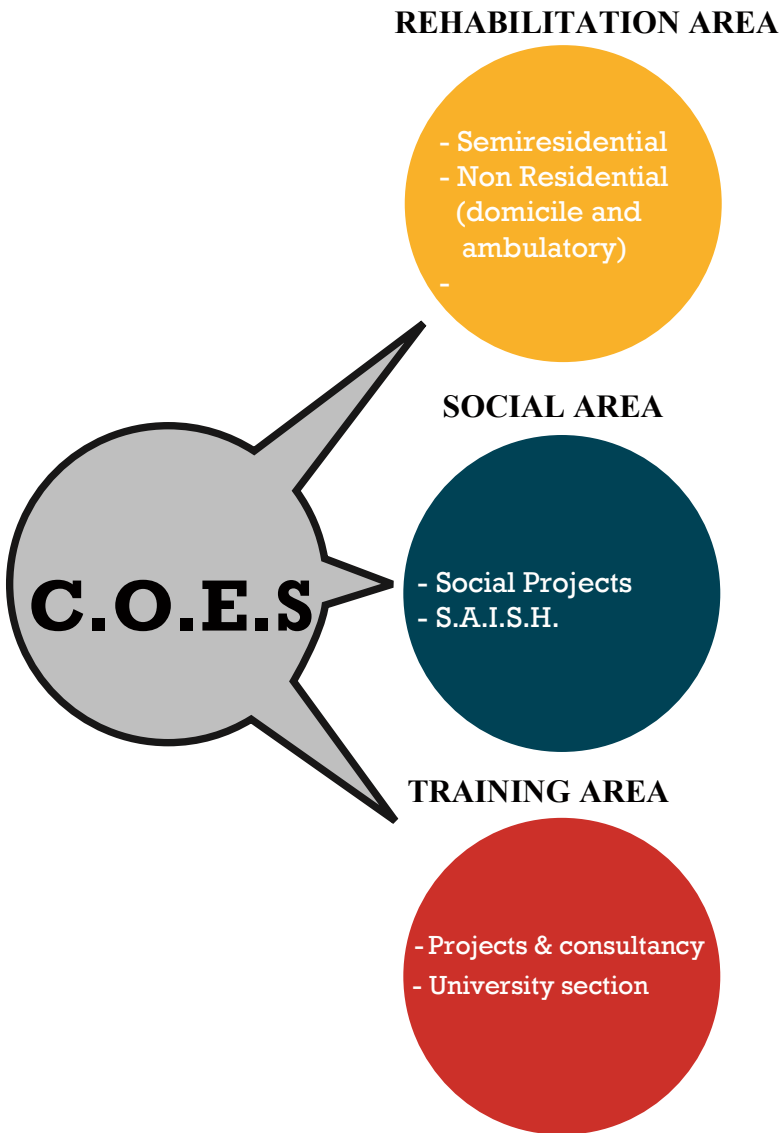 REHABILITATION AREA
- Semiresidential
- Non Residential
(domicile and
ambulatory)
-
SOCIAL AREA
C.O.E.S
- Social Projects
- S.A.I.S.H.
TRAINING AREA
- Projects & consultancy
- University section